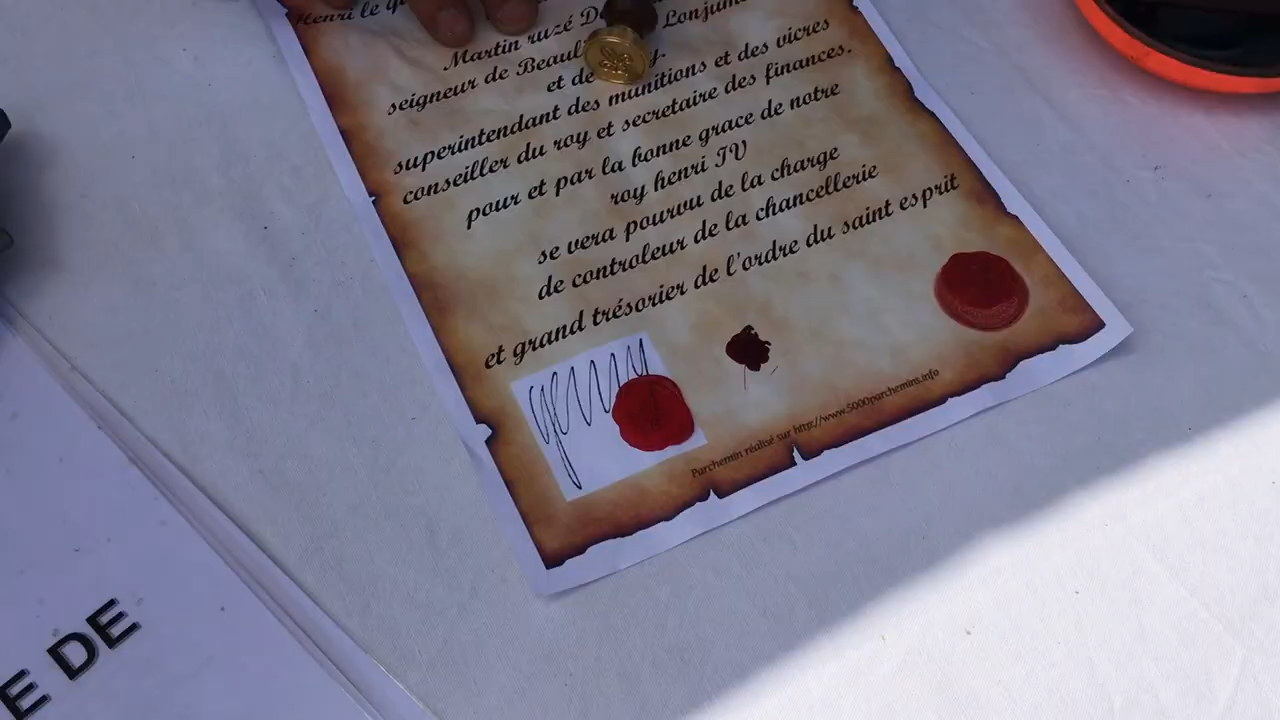 Henri le
Martin ruzé Lonjume
seigneur de Beauli
et de
superintendant des munitions et des vicres
conseiller du roy et secretaire des finances.
pour et par la bonne grace de notre
roy henri IV
se vera pourvu de la charge
de controleur de la chancellerie
et grand trésorier de l'ordre du saint esprit
Parchemin réalisé sur http://www.5000parchemins.info
E DE